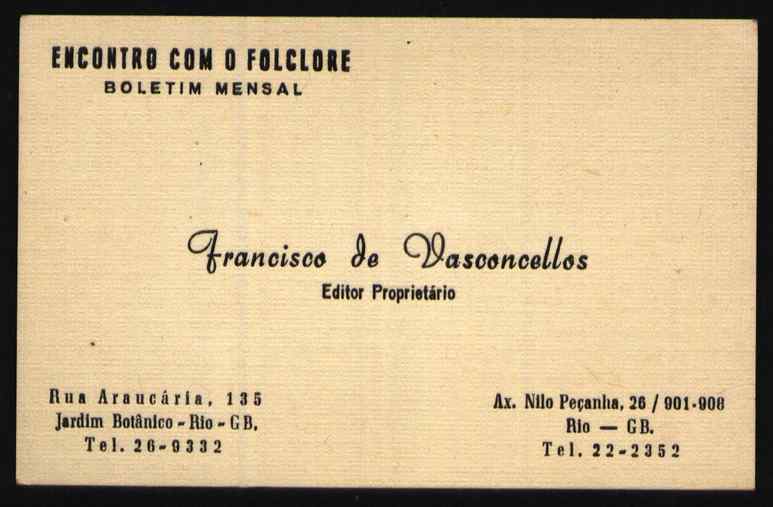 ENCONTRO COM O FOLCLORE
BOLETIM MENSAL
Francisco de Vasconcellos
Editor Proprietário
Rua Araucária, 135
Jardim Botânico - Rio - GB.
Tel. 26-9332
Ax. Nilo Peçanha, 26 / 901-908
Rio — GB.
Tel. 22-2352